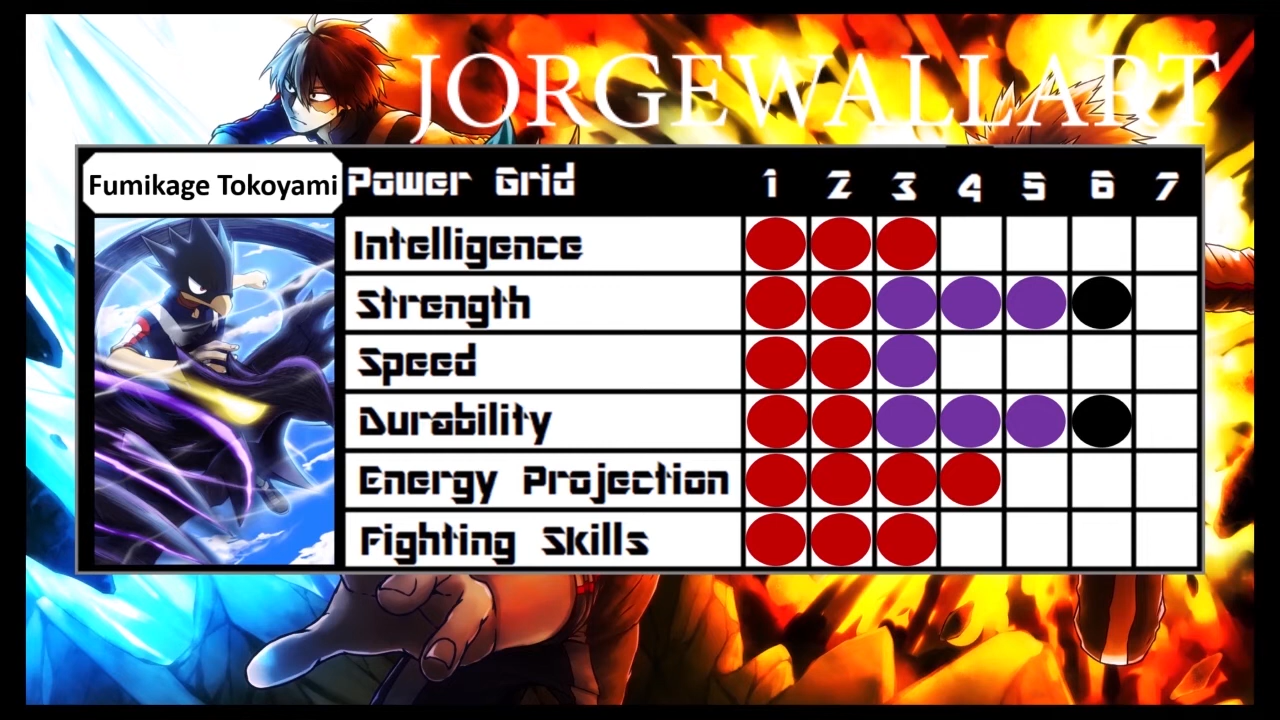 JORGEWALLART
Fumikage Tokoyami
Power Grid 1 2 3 4 5 6 7
Intelligence
Strength
Speed
Durability
Energy Projection
Fighting Skills